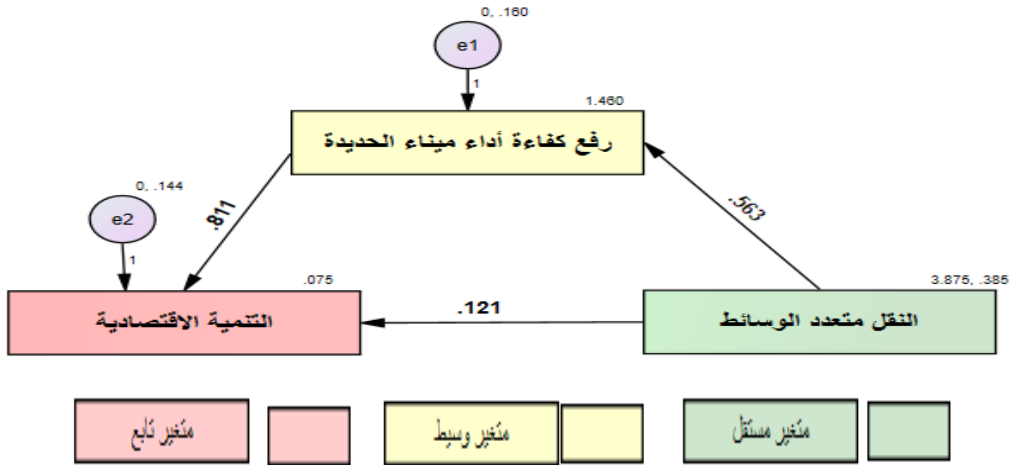 0, .160
e1
1
1.460
رفع كفاءة أداء ميناء الحديدة
0, .144
e2
1
.811
.563
.075
3.875, .385
التنمية الاقتصادية
.121
النقل متعدد الوسائط
متغير تابع
متغير وسيط
متغير مستقل